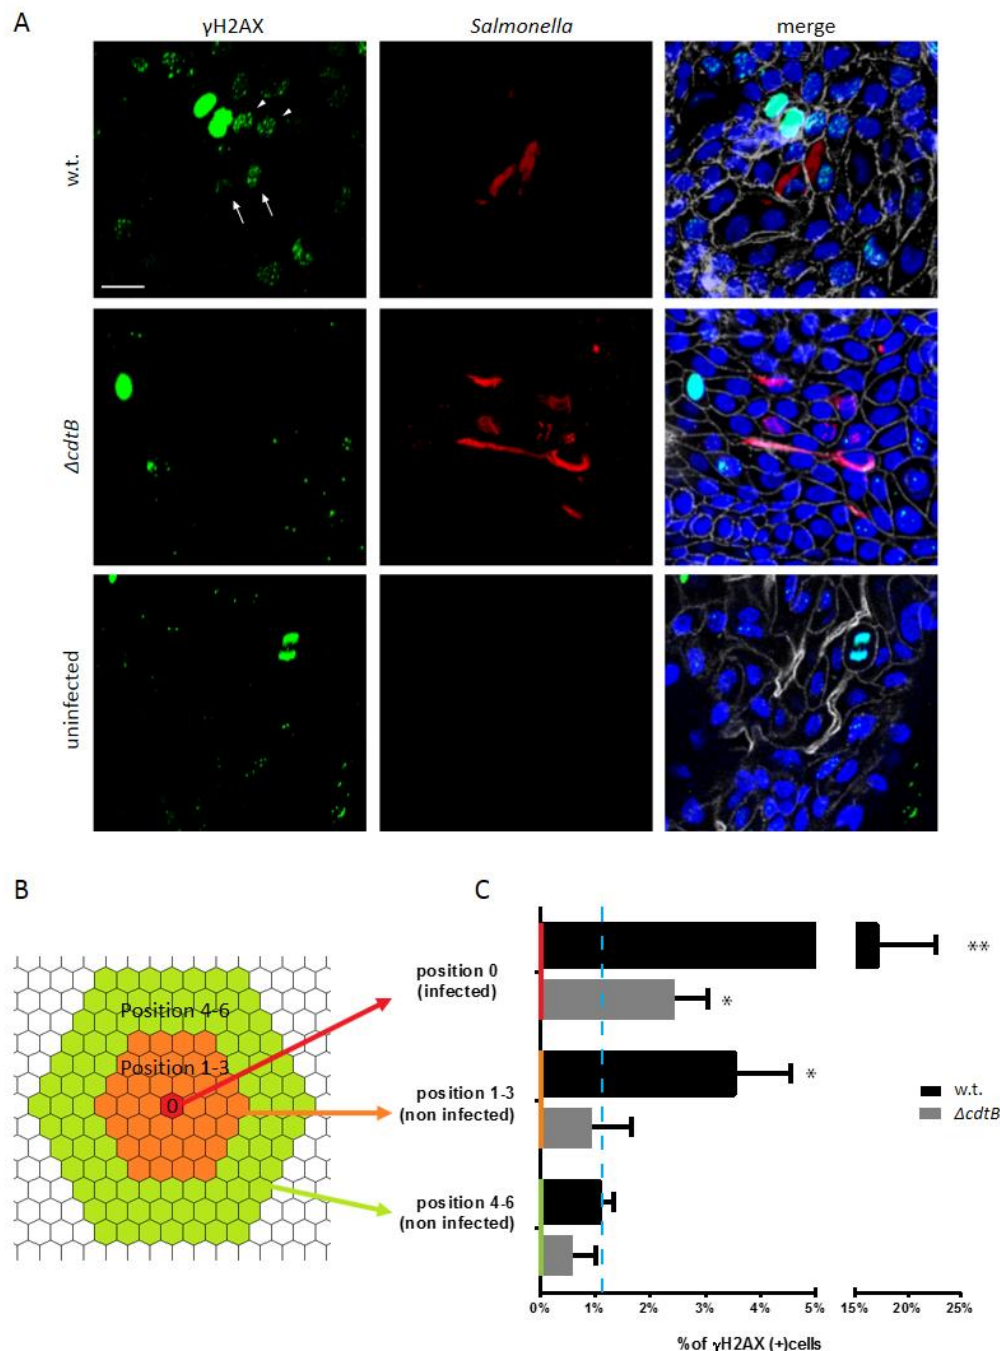 A
γH2AX
Salmonella
merge
w.t.
ΔcdtB
uninfected
B
Position 4-6
Position 1-3
0
C
position 0
(infected)
**
*
position 1-3
(non infected)
*
position 4-6
(non infected)
w.t.
ΔcdtB
0%
1%
2%
3%
4%
5%
15%
20%
25%
% of γH2AX (+)cells